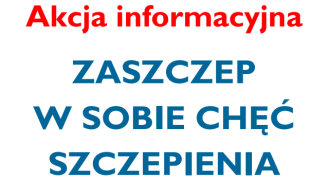 Akcja informacyjna
ZASZCZEP
W SOBIE CHĘĆ
SZCZEPIENIA